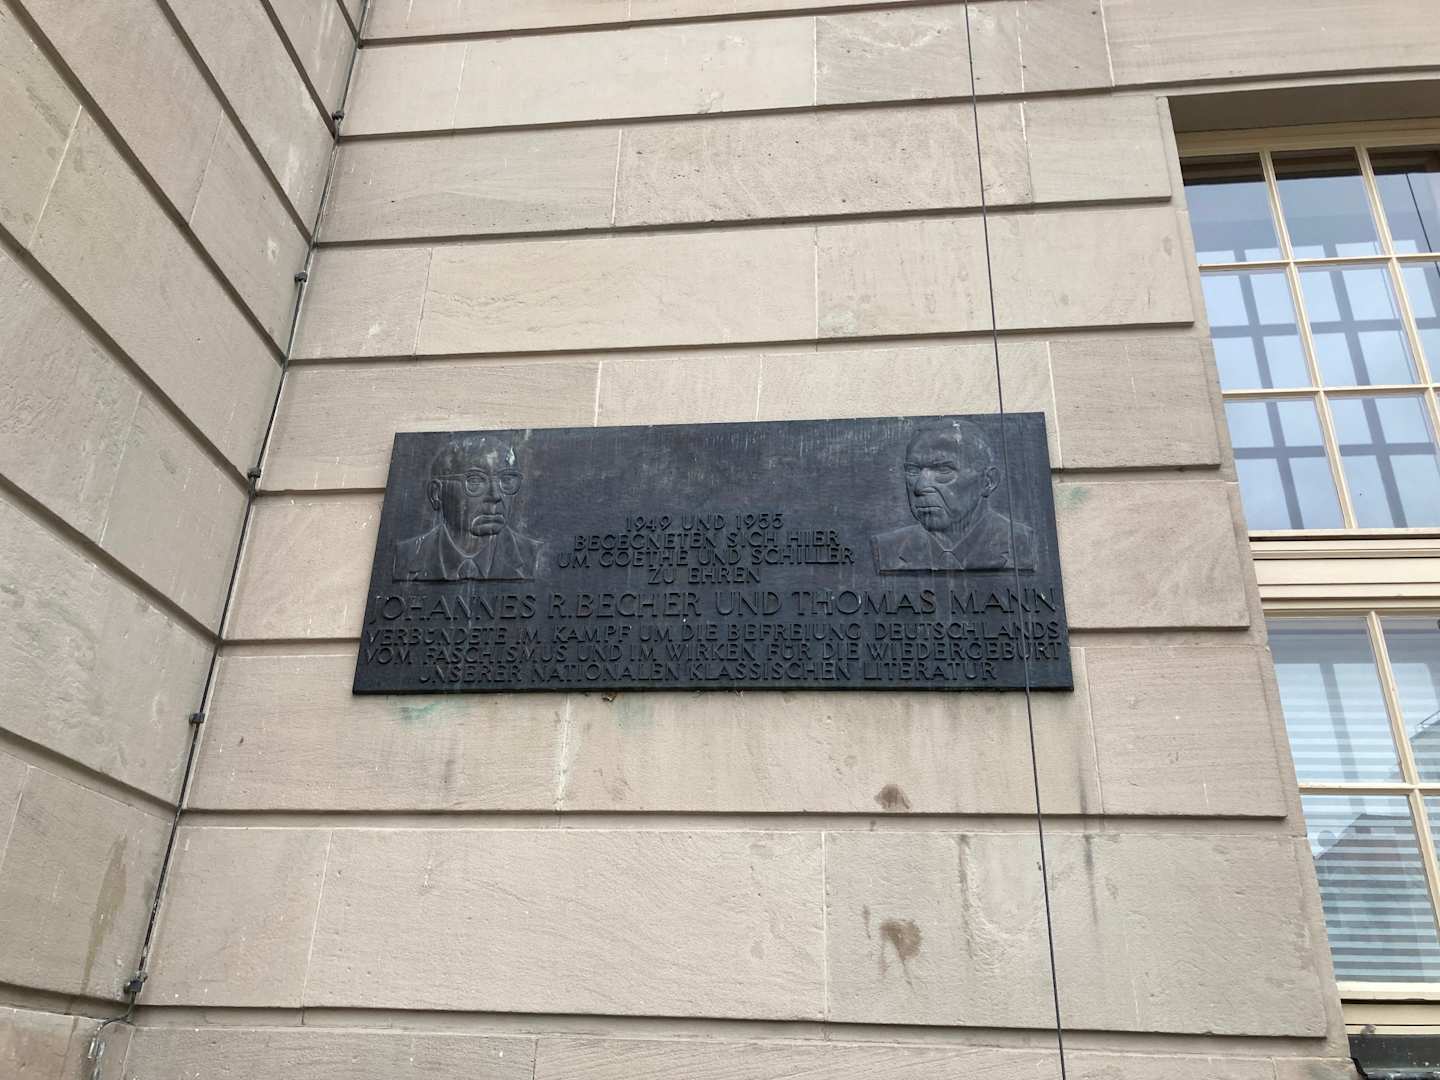 1949 UND 1955
BEGEGNETEN SICH HIER
UM GOETHE UND SCHILLER
ZU EHREN
JOHANNES R. BECHER UND THOMAS MANN
VERBÜNDETE IM KAMPF UM DIE BEFREIUNG DEUTSCHLANDS
VOM FASCHISMUS UND IM WIRKEN FÜR DIE WIEDERGEBURT
UNSERER NATIONALEN KLASSISCHEN LITERATUR